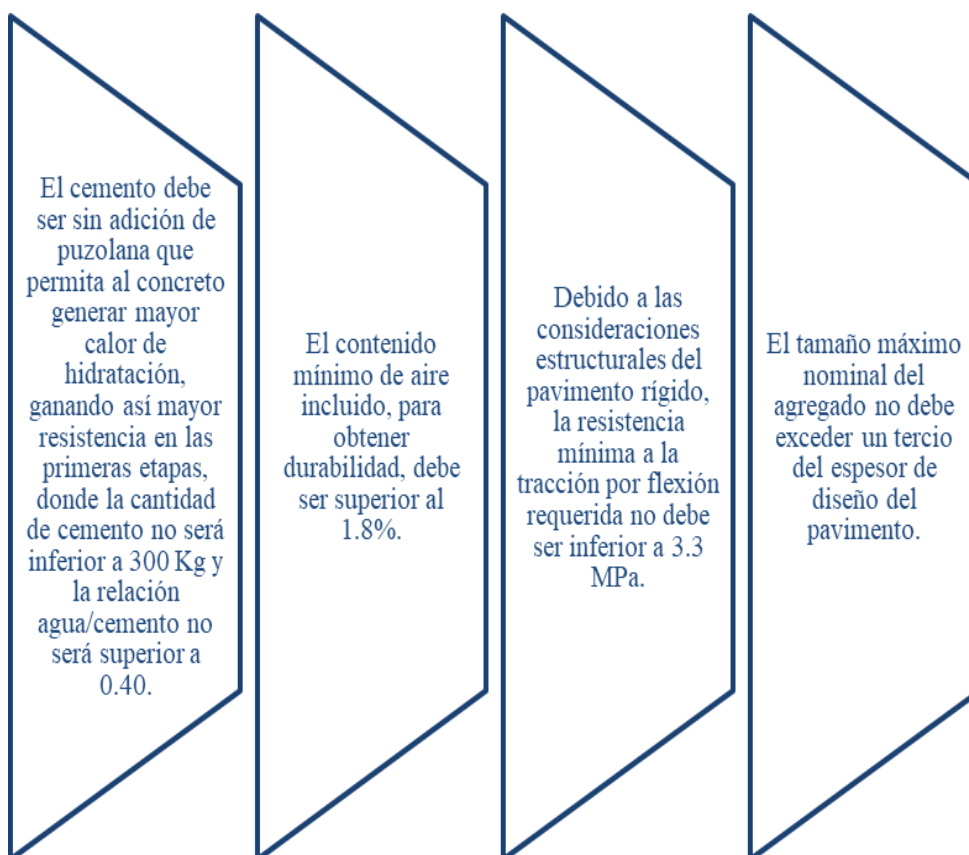 El cemento debe
ser sin adición de
puzolana que
permita al concreto
generar mayor
calor de
hidratación,
ganando así mayor
resistencia en las
primeras etapas,
donde la cantidad
de cemento no será
inferior a 300 Kg y
la relación
agua/cemento no
será superior a
0.40.
El contenido
mínimo de aire
incluido, para
obtener
durabilidad, debe
ser superior al
1.8%.
Debido a las
consideraciones
estructurales del
pavimento rígido,
la resistencia
mínima a la
tracción por flexión
requerida no debe
ser inferior a 3.3
MPa.
El tamaño máximo
nominal del
agregado no debe
exceder un tercio
del espesor de
diseño del
pavimento.